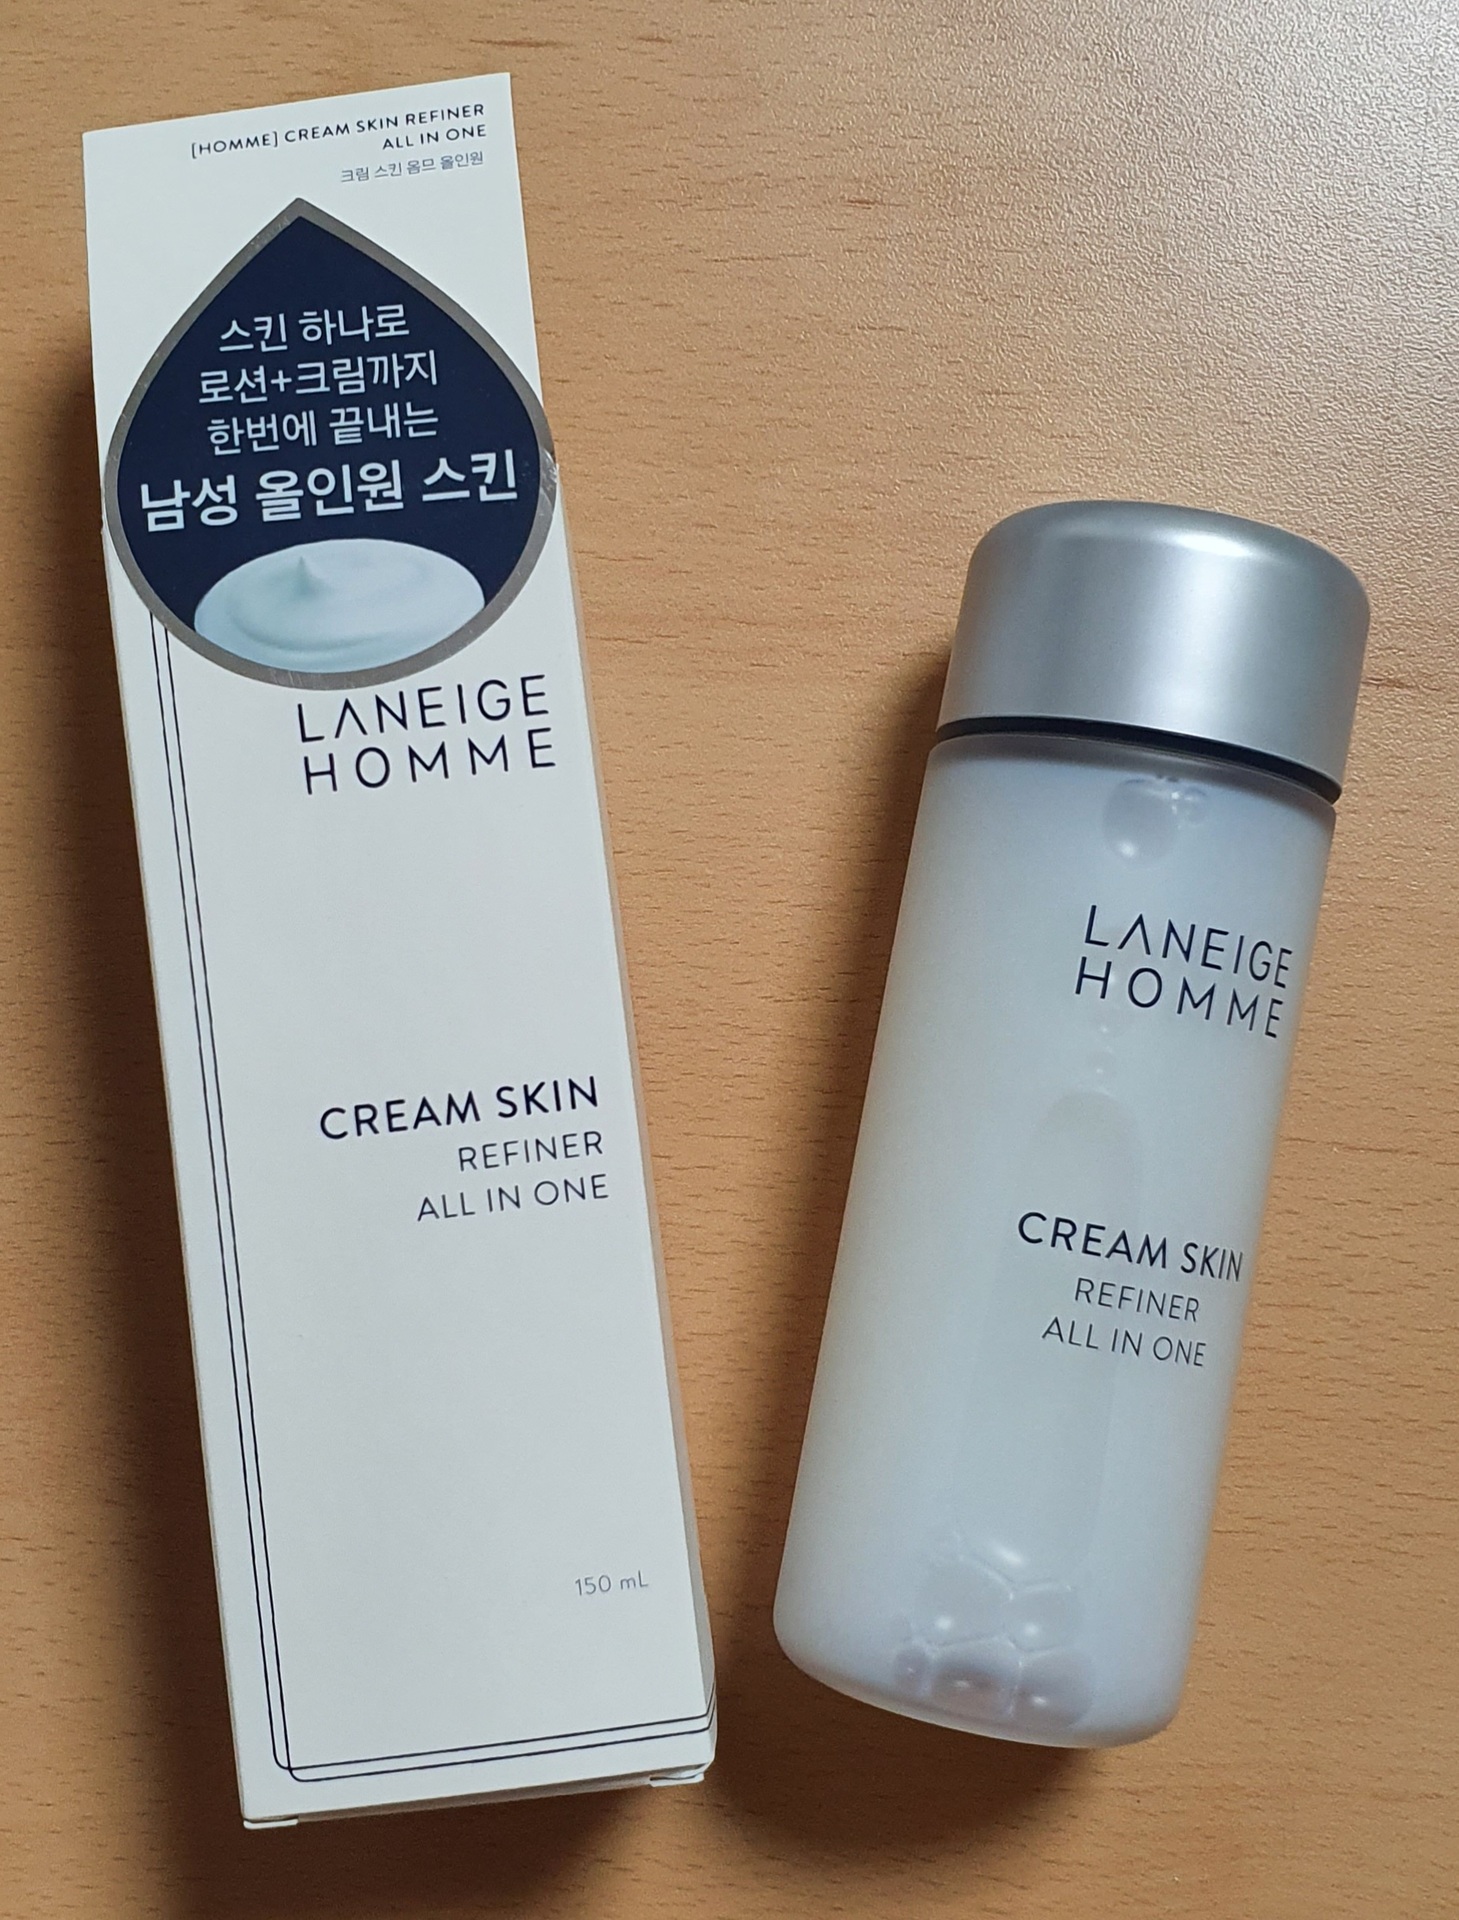 [HOMME] CREAM SKIN REFINER
ALL IN ONE
크림 스킨 옴므 올인원
스킨 하나로
로션+크림까지
한번에 끝내는
남성 올인원 스킨
LANEIGE
HOMME
CREAM SKIN
REFINER
ALL IN ONE
150 mL
LANEIGE
HOMME
CREAM SKIN
REFINER
ALL IN ONE